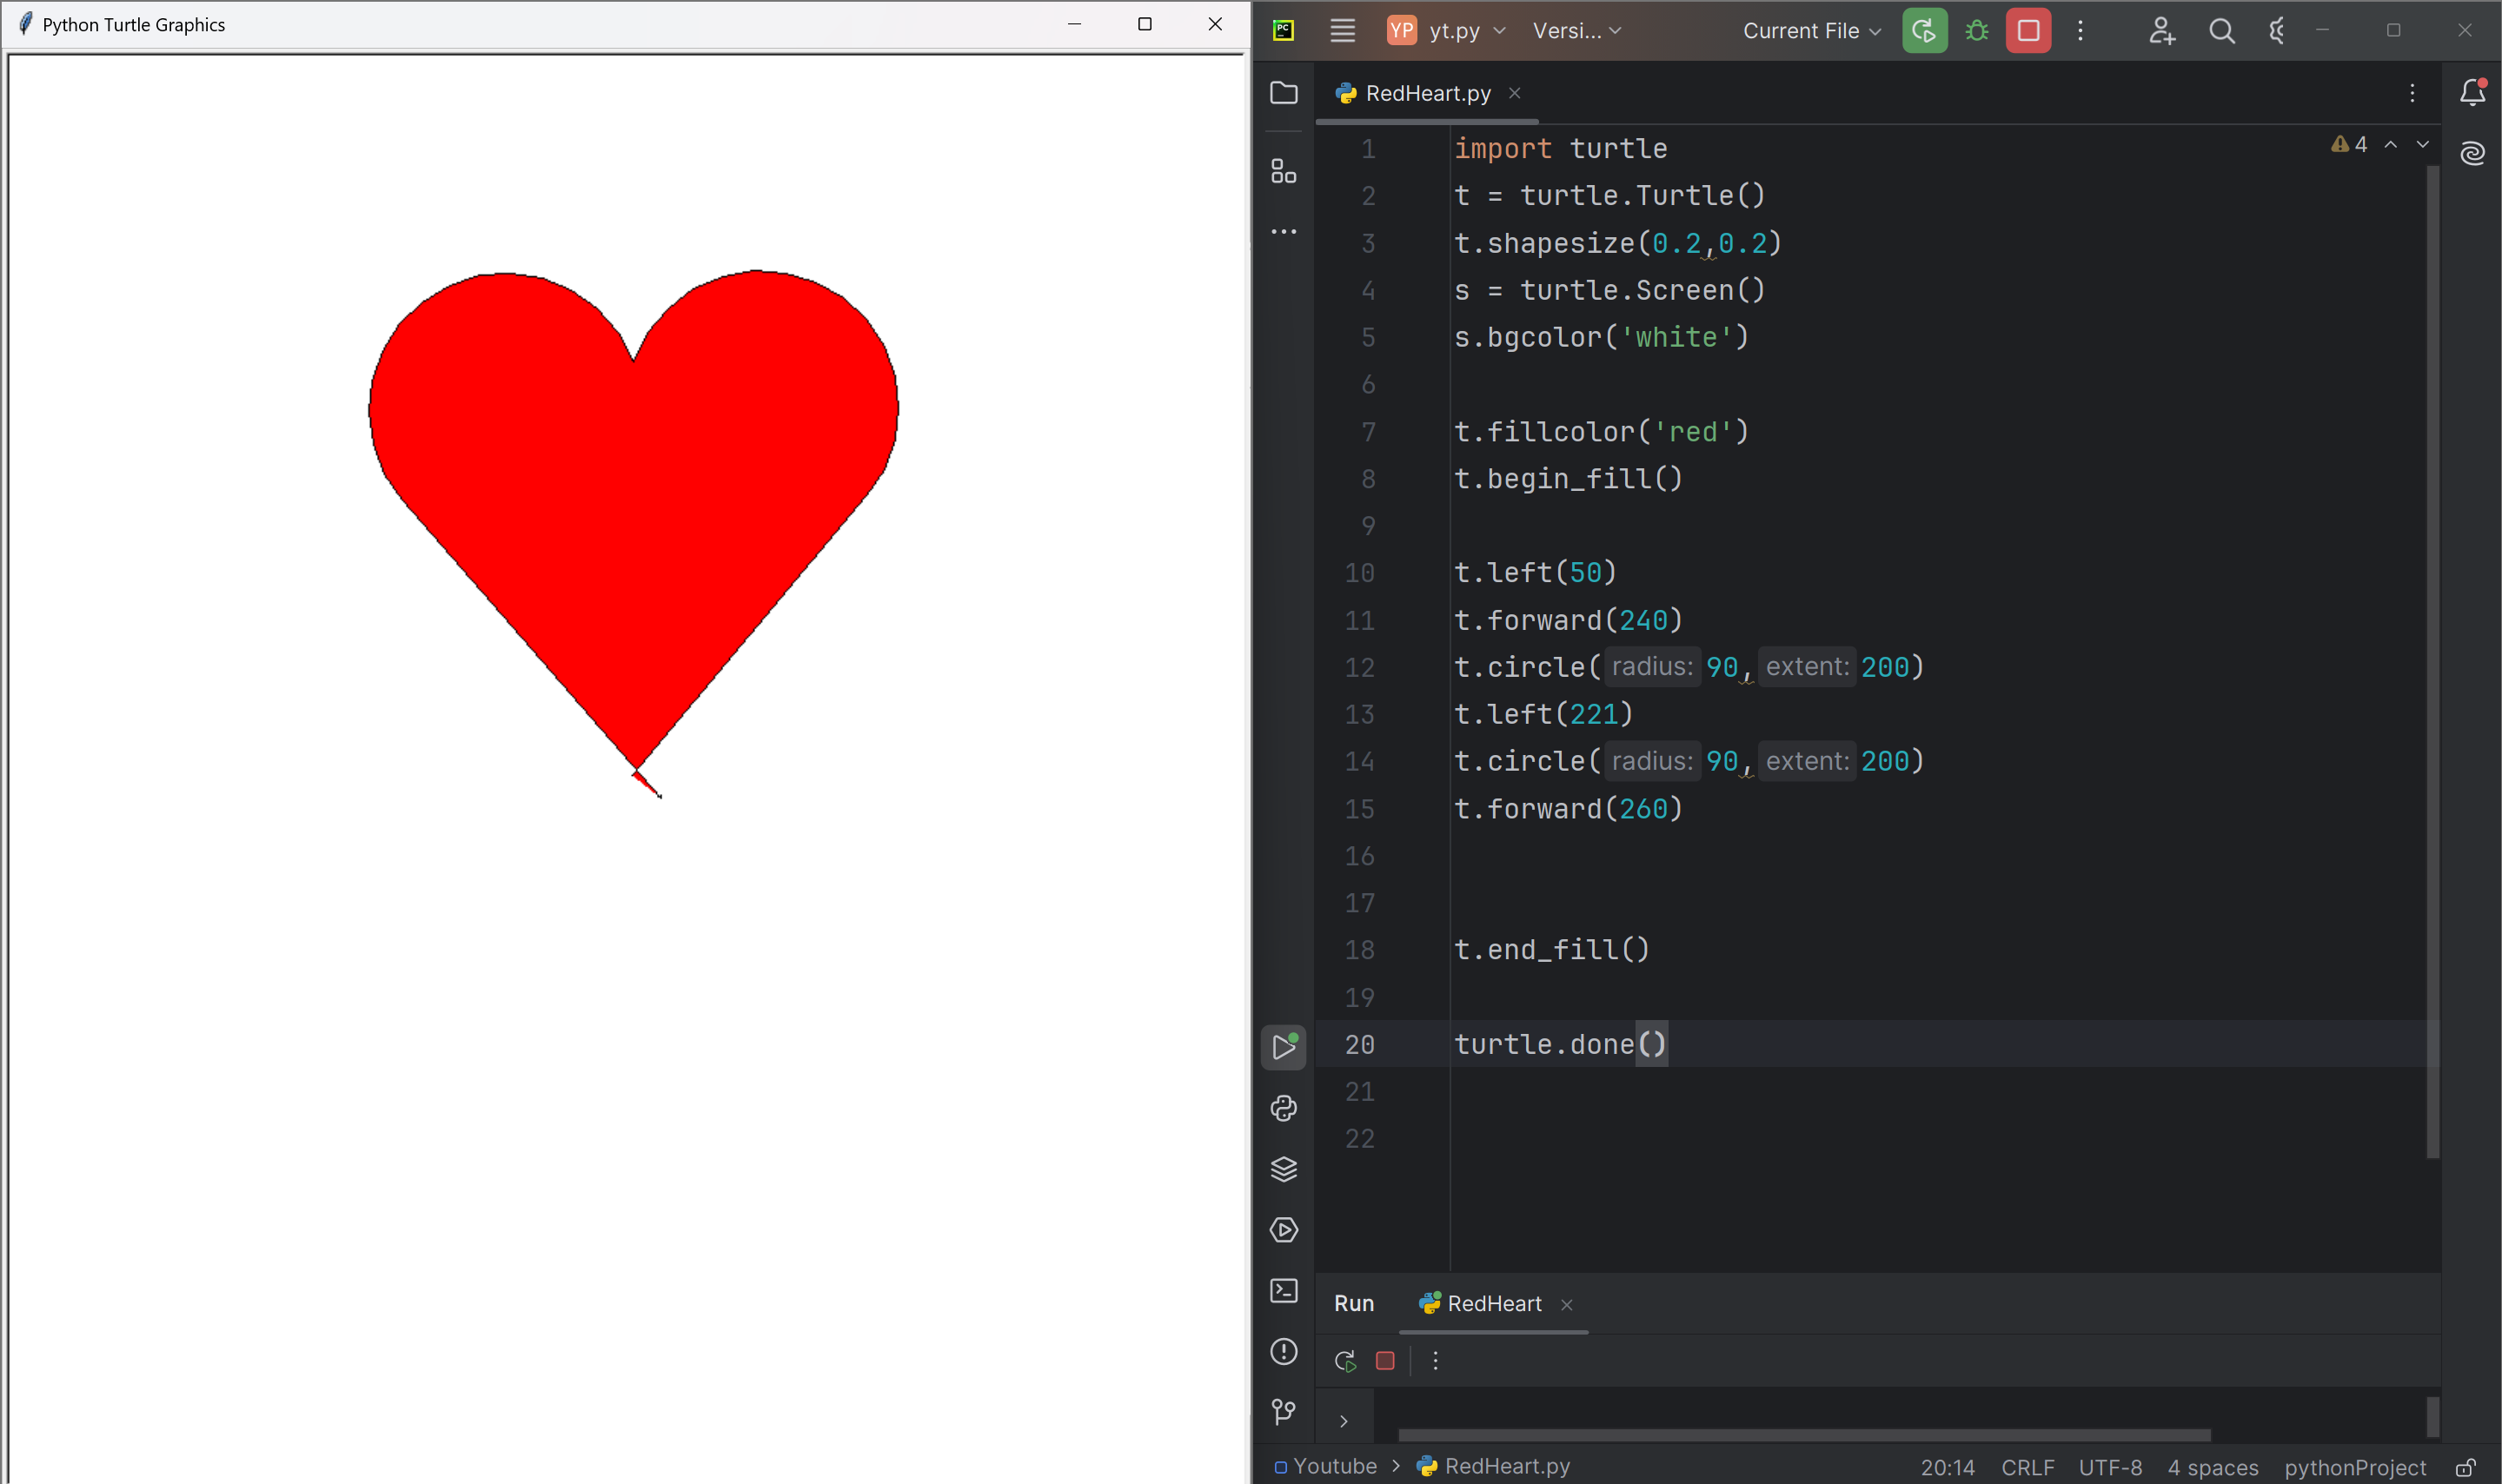 Python Turtle Graphics
PC
YP yt.py Versi... Current File
RedHeart.py
4
1 import turtle
2 t = turtle.Turtle()
3 t.shapesize(0.2,0.2)
4 s = turtle.Screen()
5 s.bgcolor('white')
6
7 t.fillcolor('red')
8 t.begin_fill()
9
10 t.left(50)
11 t.forward(240)
12 t.circle( radius: 90, extent: 200)
13 t.left(221)
14 t.circle( radius: 90, extent: 200)
15 t.forward(260)
16
17
18 t.end_fill()
19
20 turtle.done()
21
22
Run RedHeart
Youtube > RedHeart.py 20:14 CRLF UTF-8 4 spaces pythonProject